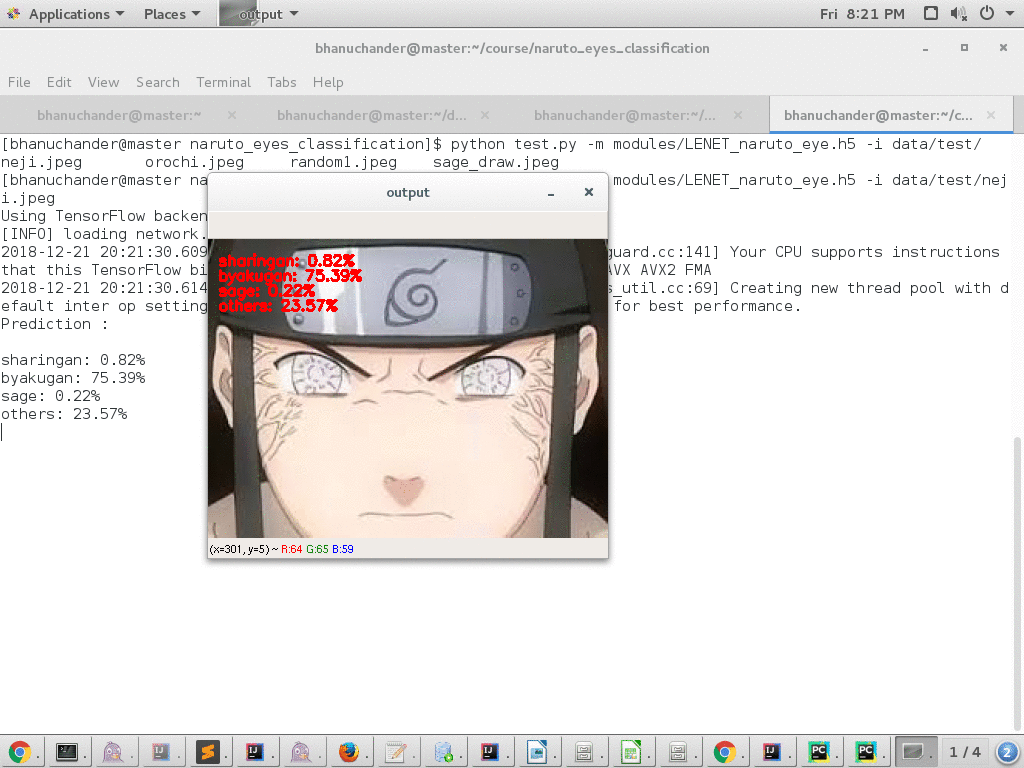 Applications Places output Fri 8:21 PM
bhanuchander@master:~/course/naruto_eyes_classification
File Edit View Search Terminal Tabs Help
bhanuchander@master:~ bhanuchander@master:~/d... bhanuchander@master:~/... bhanuchander@master:~/c...
[bhanuchander@master naruto_eyes_classification]$ python test.py -m modules/LENET_naruto_eye.h5 -i data/test/
neji.jpeg orochi.jpeg random1.jpeg sage_draw.jpeg
[bhanuchander@master na modules/LENET_naruto_eye.h5 -i data/test/nej
i.jpeg
Using TensorFlow backen
[INFO] loading network.
2018-12-21 20:21:30.609 guard.cc:141] Your CPU supports instructions
that this TensorFlow bi AVX AVX2 FMA
2018-12-21 20:21:30.614 s_util.cc:69] Creating new thread pool with d
efault inter op setting for best performance.
Prediction :
sharingan: 0.82%
byakugan: 75.39%
sage: 0.22%
others: 23.57%
output
sharingan: 0.82%
byakugan: 75.39%
sage: 0.22%
others: 23.57%
(x=301, y=5) ~ R:64 G:65 B:59
IJ IJ IJ IJ PC PC 1 / 4 2